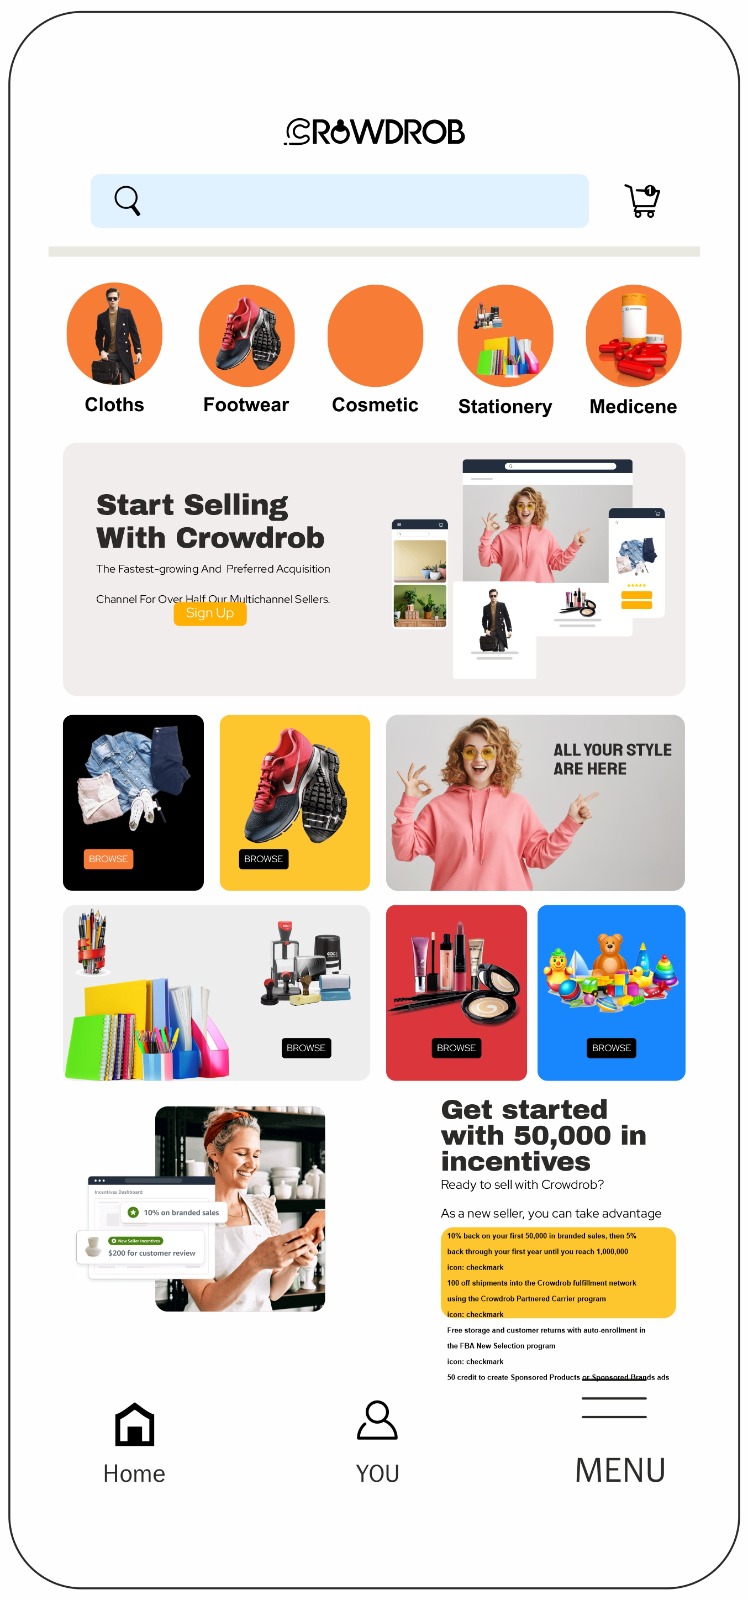 CROWDROB
1
Cloths
Footwear
Cosmetic
Stationery
Medicene
Start Selling
With Crowdrob
The Fastest-growing And Preferred Acquisition
Channel For Over Half Our Multichannel Sellers.
Sign Up
ALL YOUR STYLE
ARE HERE
BROWSE
BROWSE
BROWSE
BROWSE
BROWSE
Get started
with 50,000 in
incentives
Ready to sell with Crowdrob?
As a new seller, you can take advantage
Incentives Dashboard
10% on branded sales
New Seller Incentives
$200 for customer review
10% back on your first 50,000 in branded sales, then 5%
back through your first year until you reach 1,000,000
icon: checkmark
100 off shipments into the Crowdrob fulfillment network
using the Crowdrob Partnered Carrier program
icon: checkmark
Free storage and customer returns with auto-enrollment in
the FBA New Selection program
icon: checkmark
50 credit to create Sponsored Products or Sponsored Brands ads
Home
YOU
MENU